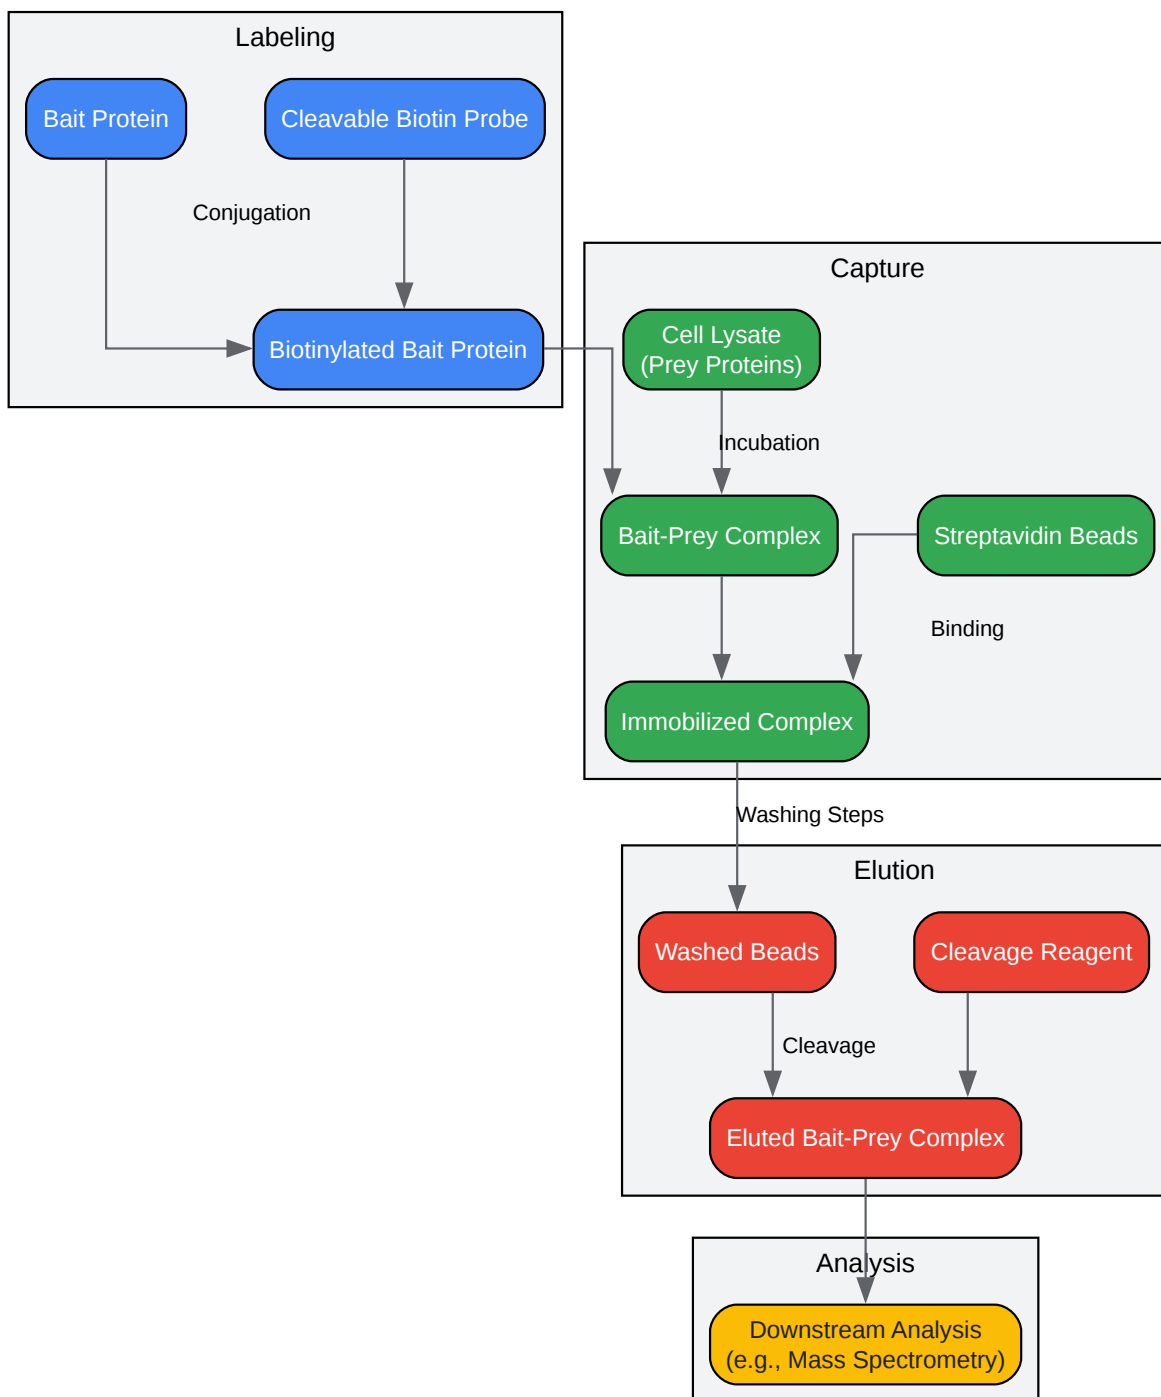 Labeling
Bait Protein
Cleavable Biotin Probe
Conjugation
Biotinylated Bait Protein
Capture
Cell Lysate
(Prey Proteins)
Incubation
Bait-Prey Complex
Streptavidin Beads
Binding
Immobilized Complex
Washing Steps
Elution
Washed Beads
Cleavage Reagent
Cleavage
Eluted Bait-Prey Complex
Analysis
Downstream Analysis
(e.g., Mass Spectrometry)